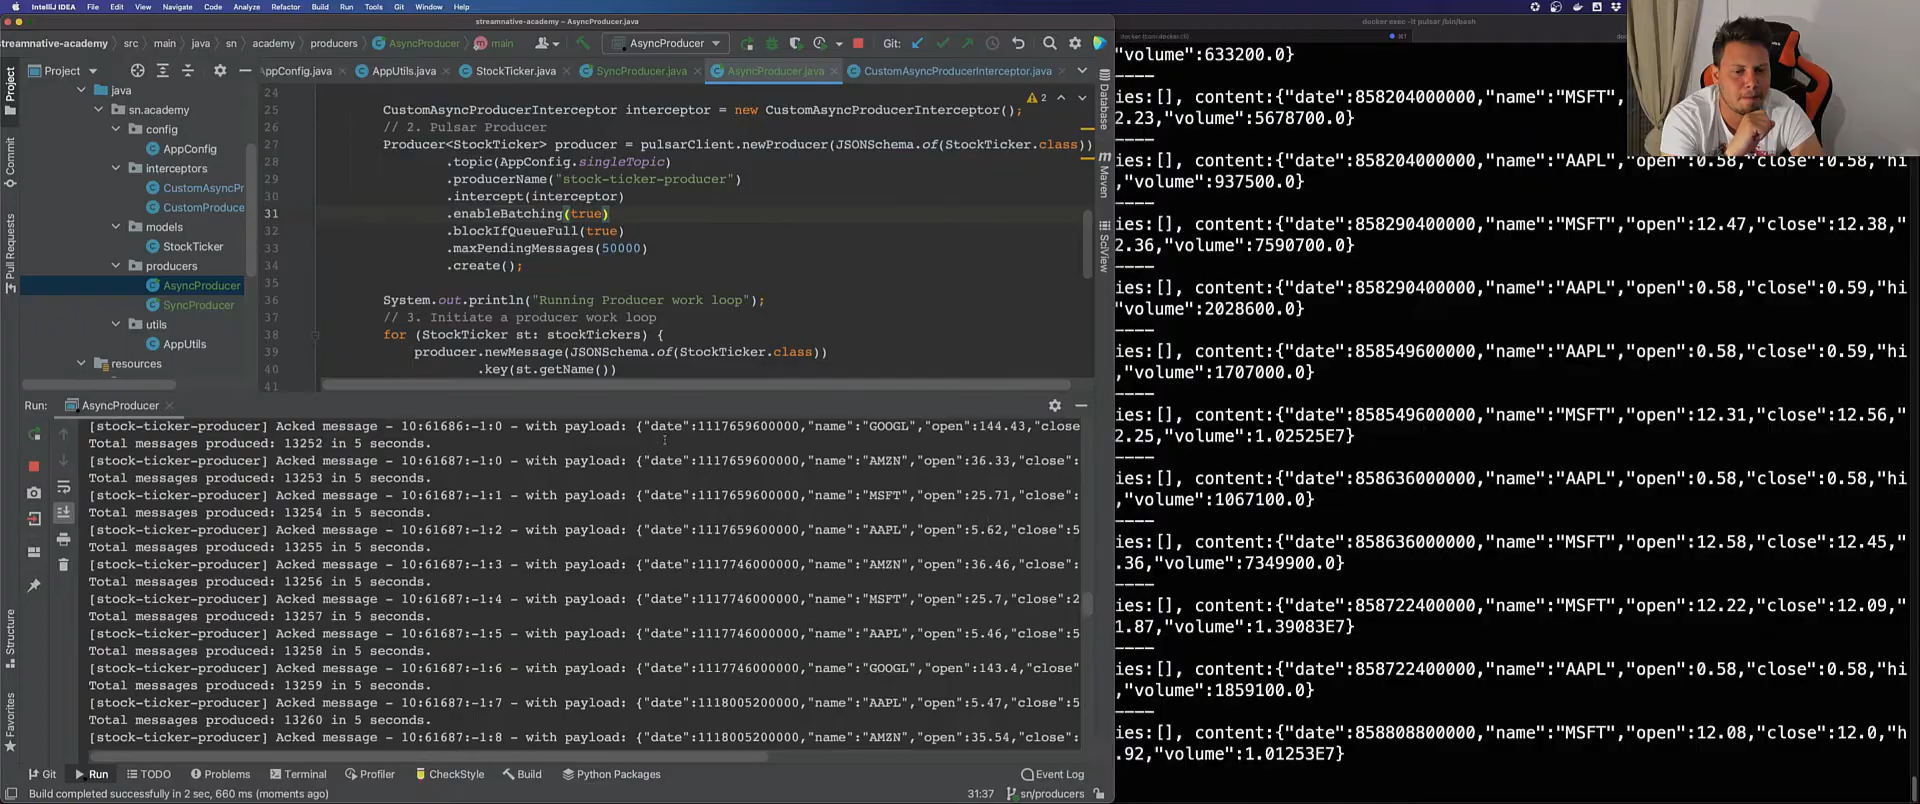 IntelliJ IDEA File Edit View Navigate Code Analyze Refactor Build Run Tools Git Window Help
streamnative-academy – AsyncProducer.java
docker exec -it pulsar /bin/bash
streamnative-academy src main java sn academy producers AsyncProducer main AsyncProducer Git:
Project AppConfig.java AppUtils.java StockTicker.java SyncProducer.java AsyncProducer.java CustomAsyncProducerInterceptor.java
Project
Commit
Pull Requests
Structure
Favorites
java
sn.academy
config
AppConfig
interceptors
CustomAsyncPr
CustomProduce
models
StockTicker
producers
AsyncProducer
SyncProducer
utils
AppUtils
resources
24
25 CustomAsyncProducerInterceptor interceptor = new CustomAsyncProducerInterceptor();
26 // 2. Pulsar Producer
27 Producer<StockTicker> producer = pulsarClient.newProducer(JSONSchema.of(StockTicker.class))
28 .topic(AppConfig.singleTopic)
29 .producerName("stock-ticker-producer")
30 .intercept(interceptor)
31 .enableBatching(true)
32 .blockIfQueueFull(true)
33 .maxPendingMessages(50000)
34 .create();
35
36 System.out.println("Running Producer work loop");
37 // 3. Initiate a producer work loop
38 for (StockTicker st: stockTickers) {
39 producer.newMessage(JSONSchema.of(StockTicker.class))
40 .key(st.getName())
41
2
Database
Maven
SciView
Run: AsyncProducer
[stock-ticker-producer] Acked message - 10:61686:-1:0 - with payload: {"date":1117659600000,"name":"GOOGL","open":144.43,"close
Total messages produced: 13252 in 5 seconds.
[stock-ticker-producer] Acked message - 10:61687:-1:0 - with payload: {"date":1117659600000,"name":"AMZN","open":36.33,"close":
Total messages produced: 13253 in 5 seconds.
[stock-ticker-producer] Acked message - 10:61687:-1:1 - with payload: {"date":1117659600000,"name":"MSFT","open":25.71,"close":
Total messages produced: 13254 in 5 seconds.
[stock-ticker-producer] Acked message - 10:61687:-1:2 - with payload: {"date":1117659600000,"name":"AAPL","open":5.62,"close":5
Total messages produced: 13255 in 5 seconds.
[stock-ticker-producer] Acked message - 10:61687:-1:3 - with payload: {"date":1117746000000,"name":"AMZN","open":36.46,"close":
Total messages produced: 13256 in 5 seconds.
[stock-ticker-producer] Acked message - 10:61687:-1:4 - with payload: {"date":1117746000000,"name":"MSFT","open":25.7,"close":2
Total messages produced: 13257 in 5 seconds.
[stock-ticker-producer] Acked message - 10:61687:-1:5 - with payload: {"date":1117746000000,"name":"AAPL","open":5.46,"close":5
Total messages produced: 13258 in 5 seconds.
[stock-ticker-producer] Acked message - 10:61687:-1:6 - with payload: {"date":1117746000000,"name":"GOOGL","open":143.4,"close"
Total messages produced: 13259 in 5 seconds.
[stock-ticker-producer] Acked message - 10:61687:-1:7 - with payload: {"date":1118005200000,"name":"AAPL","open":5.47,"close":5
Total messages produced: 13260 in 5 seconds.
[stock-ticker-producer] Acked message - 10:61687:-1:8 - with payload: {"date":1118005200000,"name":"AMZN","open":35.54,"close":
Git Run TODO Problems Terminal Profiler CheckStyle Build Python Packages Event Log
Build completed successfully in 2 sec, 660 ms (moments ago) 31:37 sn/producers
"volume":633200.0}
----
ies:[], content:{"date":858204000000,"name":"MSFT",
2.23,"volume":5678700.0}
----
ies:[], content:{"date":858204000000,"name":"AAPL","open":0.58,"close":0.58,"hi
,"volume":937500.0}
----
ies:[], content:{"date":858290400000,"name":"MSFT","open":12.47,"close":12.38,"
2.36,"volume":7590700.0}
----
ies:[], content:{"date":858290400000,"name":"AAPL","open":0.58,"close":0.59,"hi
"volume":2028600.0}
----
ies:[], content:{"date":858549600000,"name":"AAPL","open":0.58,"close":0.59,"hi
,"volume":1707000.0}
----
ies:[], content:{"date":858549600000,"name":"MSFT","open":12.31,"close":12.56,"
2.25,"volume":1.02525E7}
----
ies:[], content:{"date":858636000000,"name":"AAPL","open":0.58,"close":0.58,"hi
,"volume":1067100.0}
----
ies:[], content:{"date":858636000000,"name":"MSFT","open":12.58,"close":12.45,"
.36,"volume":7349900.0}
----
ies:[], content:{"date":858722400000,"name":"MSFT","open":12.22,"close":12.09,"
1.87,"volume":1.39083E7}
----
ies:[], content:{"date":858722400000,"name":"AAPL","open":0.58,"close":0.58,"hi
,"volume":1859100.0}
----
ies:[], content:{"date":858808800000,"name":"MSFT","open":12.08,"close":12.0,"h
.92,"volume":1.01253E7}